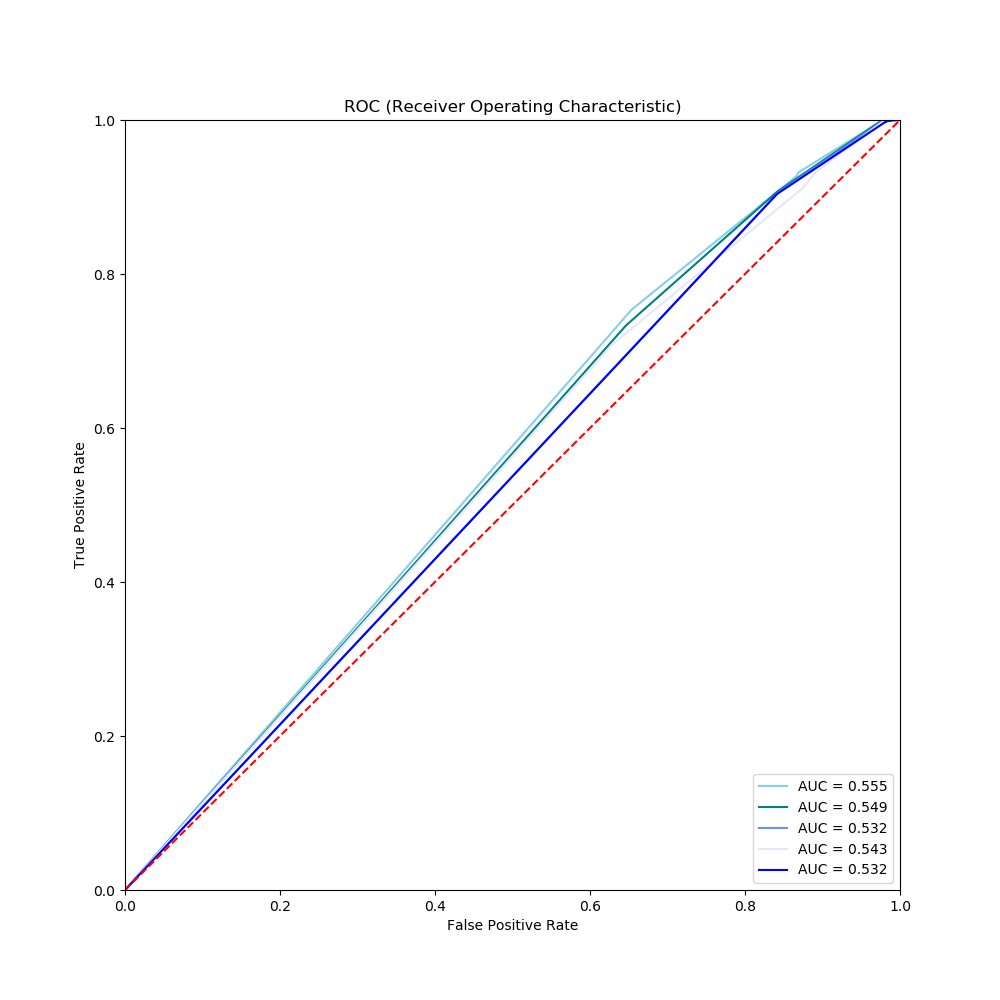 ROC (Receiver Operating Characteristic)
1.0
0.8
0.6
0.4
0.2
0.0
True Positive Rate
0.0 0.2 0.4 0.6 0.8 1.0
False Positive Rate
AUC = 0.555
AUC = 0.549
AUC = 0.532
AUC = 0.543
AUC = 0.532